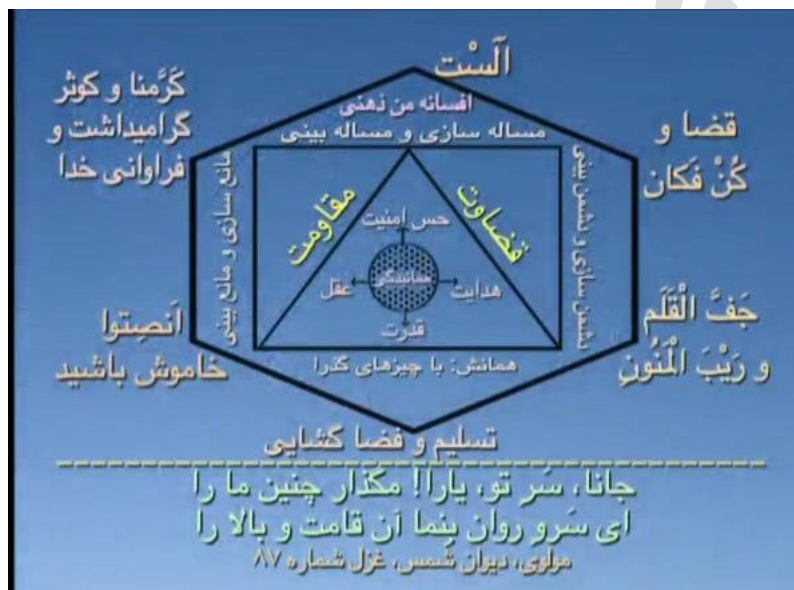 اَلَسْت
کَرَّمنا و کوثر
گرامیداشت و
فراوانی خدا
قضا و
کُنْ فَکان
افسانه من ذهنی
مساله سازی و مساله بینی
مانع سازی و مانع بینی
دشمن سازی و دشمن بینی
مقاومت
قضاوت
حس امنیت
عقل
همانیدگی
هدایت
قدرت
اَنصِتوا
خاموش باشید
جَفَّ الْقَلَم
و رَیْبَ الْمَنُونِ
همانش: با چیزهای گذرا
تسلیم و فضا گشایی
جانا، سَرِ تو، یارا! مگذار چنین ما را
ای سَروِ روان بِنما آن قامت و بالا را
مولوی، دیوان شمس، غزل شماره ۸۷